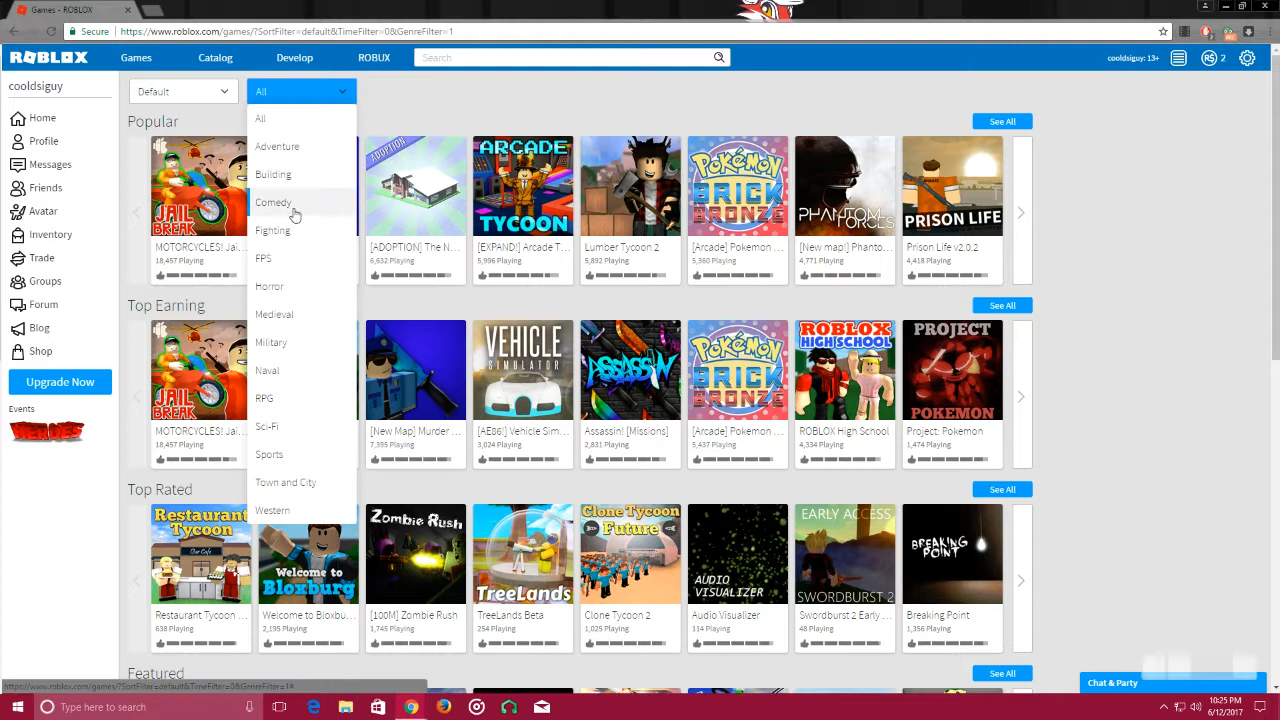 Games - ROBLOX
Secure https://www.roblox.com/games/?SortFilter=default&TimeFilter=0&GenreFilter=1
ROBLOX Games Catalog Develop ROBUX Search cooldsiguy: 13+ R$ 2
cooldsiguy
Home
Profile
Messages
Friends
Avatar
Inventory
Trade
Groups
Forum
Blog
Shop
Upgrade Now
Events
HEROES
Default All
All
Adventure
Building
Comedy
Fighting
FPS
Horror
Medieval
Military
Naval
RPG
Sci-Fi
Sports
Town and City
Western
Popular See All
JAIL BREAK
ADOPTION
ARCADE TYCOON
POKéMON BRICK BRONZE
PHANTOM FORCES
PRISON LIFE
MOTORCYCLES! Jai... [ADOPTION] The N... [EXPAND!] Arcade T... Lumber Tycoon 2 [Arcade] Pokemon ... [New map!] Phanto... Prison Life v2.0.2
18,457 Playing 6,632 Playing 5,996 Playing 5,892 Playing 5,360 Playing 4,771 Playing 4,418 Playing
Top Earning See All
JAIL BREAK
VEHICLE SIMULATOR
ASSASSIN
POKéMON BRICK BRONZE
ROBLOX HIGH SCHOOL
PROJECT: POKEMON
MOTORCYCLES! Jai... [New Map] Murder ... [AE86!] Vehicle Sim... Assassin! [Missions] [Arcade] Pokemon ... ROBLOX High School Project: Pokemon
18,457 Playing 7,395 Playing 3,024 Playing 2,831 Playing 5,437 Playing 4,334 Playing 1,474 Playing
Top Rated See All
Restaurant Tycoon
Our Cafe
Welcome to Bloxburg
Zombie Rush
TreeLands
Clone Tycoon Future
AUDIO VISUALIZER
EARLY ACCESS
SWORDBURST 2
BREAKING POINT
Restaurant Tycoon ... Welcome to Bloxbu... [100M] Zombie Rush TreeLands Beta Clone Tycoon 2 Audio Visualizer Swordburst 2 Early ... Breaking Point
638 Playing 2,195 Playing 1,745 Playing 254 Playing 1,025 Playing 114 Playing 48 Playing 1,356 Playing
Featured See All
https://www.roblox.com/games/?SortFilter=default&TimeFilter=0&GenreFilter=1#
Chat & Party
Type here to search
10:25 PM
6/12/2017